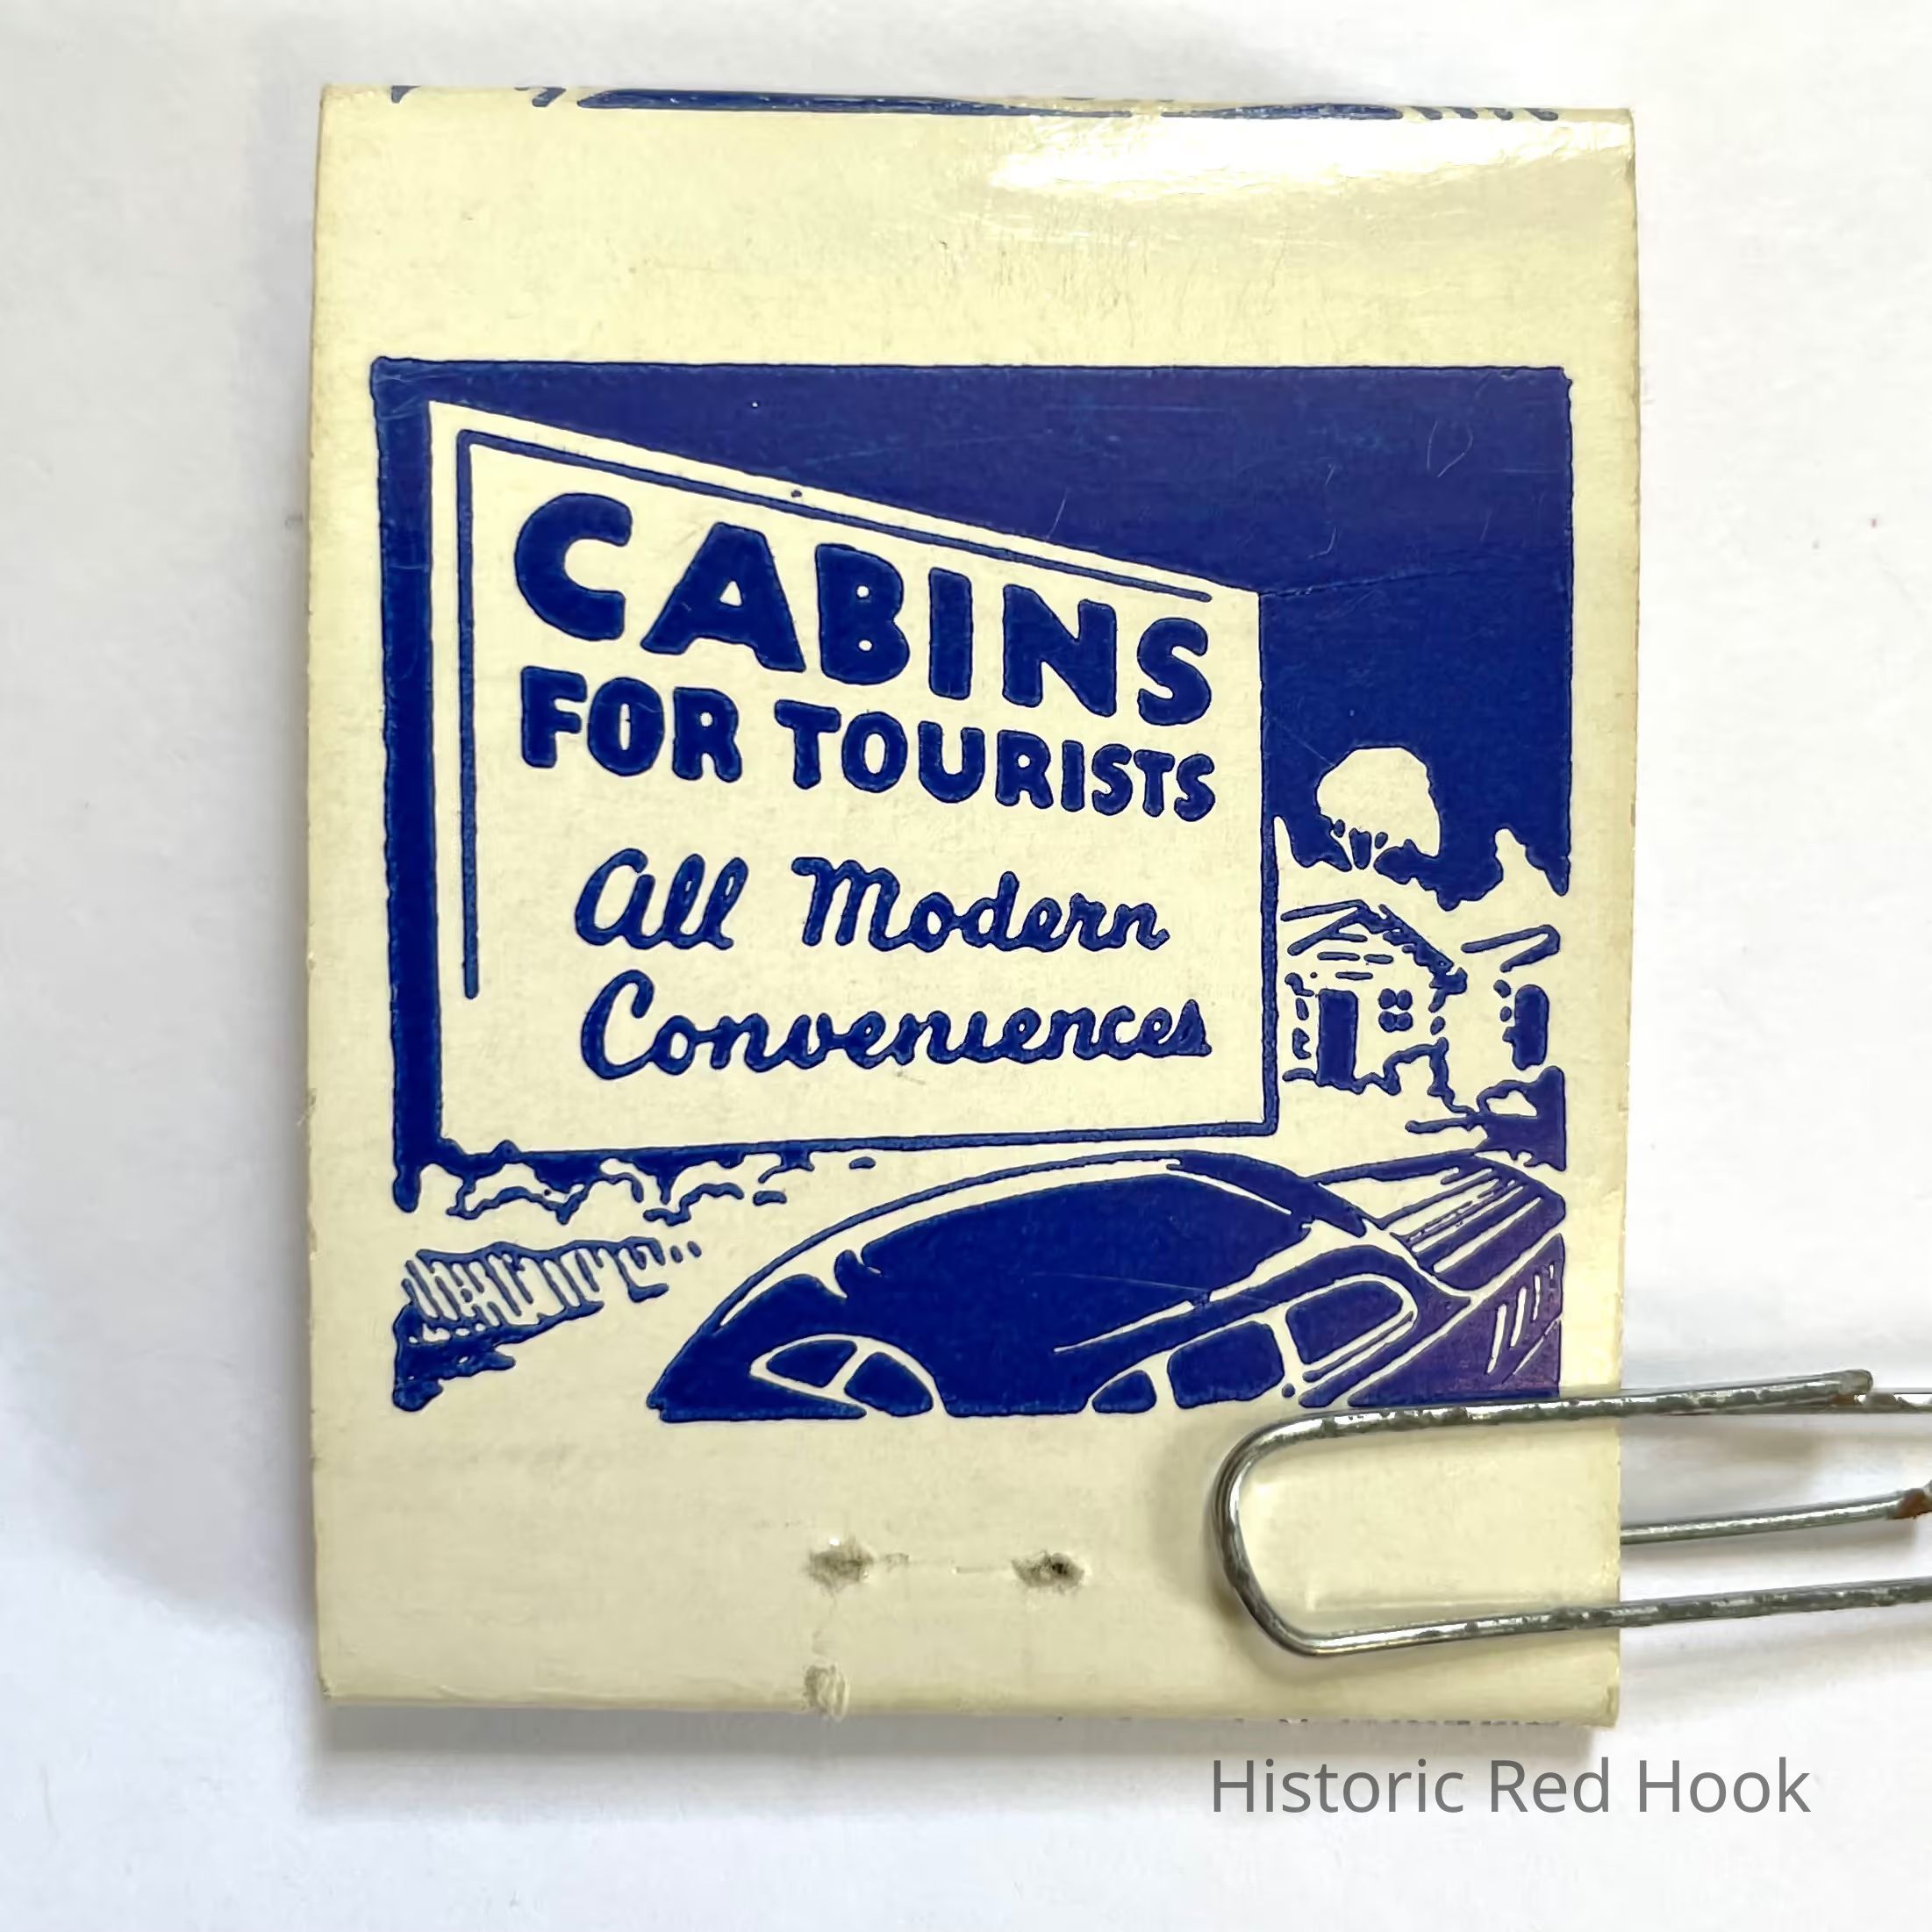 CABINS
FOR TOURISTS
All Modern
Conveniences
Historic Red Hook